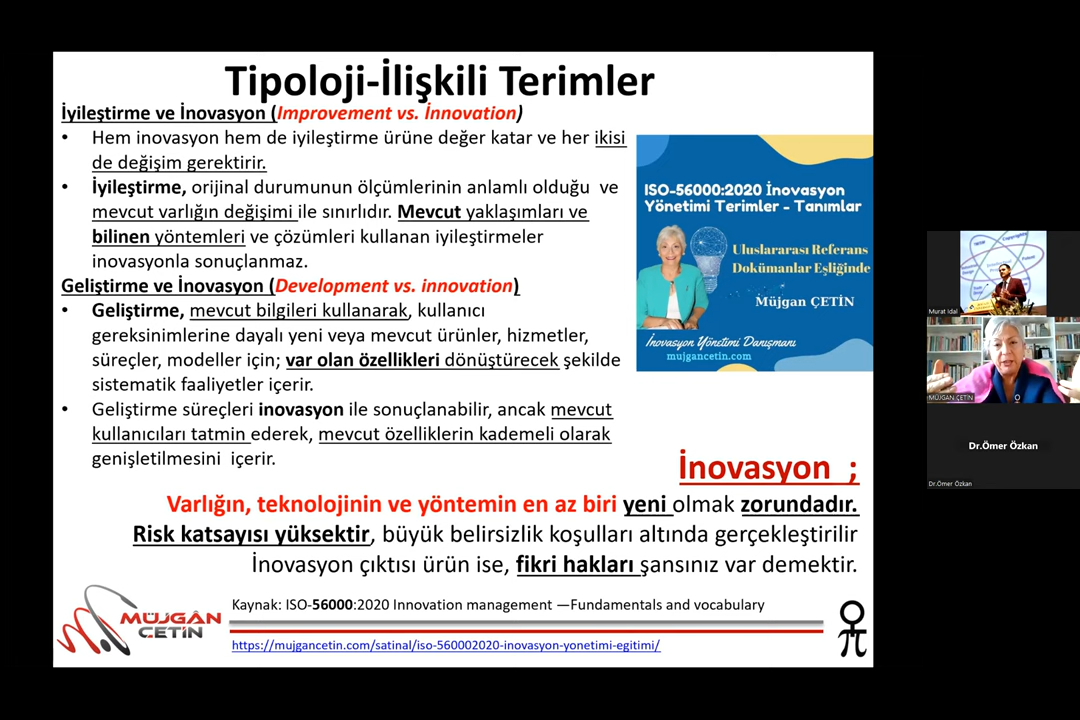 Tipoloji-İlişkili Terimler
İyileştirme ve İnovasyon (Improvement vs. İnnovation)
• Hem inovasyon hem de iyileştirme ürüne değer katar ve her ikisi
de değişim gerektirir.
• İyileştirme, orijinal durumunun ölçümlerinin anlamlı olduğu ve
mevcut varlığın değişimi ile sınırlıdır. Mevcut yaklaşımları ve
bilinen yöntemleri ve çözümleri kullanan iyileştirmeler
inovasyonla sonuçlanmaz.
Geliştirme ve İnovasyon (Development vs. innovation)
• Geliştirme, mevcut bilgileri kullanarak, kullanıcı
gereksinimlerine dayalı yeni veya mevcut ürünler, hizmetler,
süreçler, modeller için; var olan özellikleri dönüştürecek şekilde
sistematik faaliyetler içerir.
• Geliştirme süreçleri inovasyon ile sonuçlanabilir, ancak mevcut
kullanıcıları tatmin ederek, mevcut özelliklerin kademeli olarak
genişletilmesini içerir.
ISO-56000:2020 İnovasyon
Yönetimi Terimler - Tanımlar
Uluslararası Referans
Dokümanlar Eşliğinde
Müjgan ÇETİN
İnovasyon Yönetimi Danışmanı
mujgancetin.com
İnovasyon ;
Varlığın, teknolojinin ve yöntemin en az biri yeni olmak zorundadır.
Risk katsayısı yüksektir, büyük belirsizlik koşulları altında gerçekleştirilir
İnovasyon çıktısı ürün ise, fikri hakları şansınız var demektir.
MÜJGÂN
ÇETİN
Kaynak: ISO-56000:2020 Innovation management —Fundamentals and vocabulary
https://mujgancetin.com/satinal/iso-560002020-inovasyon-yonetimi-egitimi/
Murat Idal
MÜJGAN ÇETİN
Dr.Ömer Özkan
Dr.Ömer Özkan